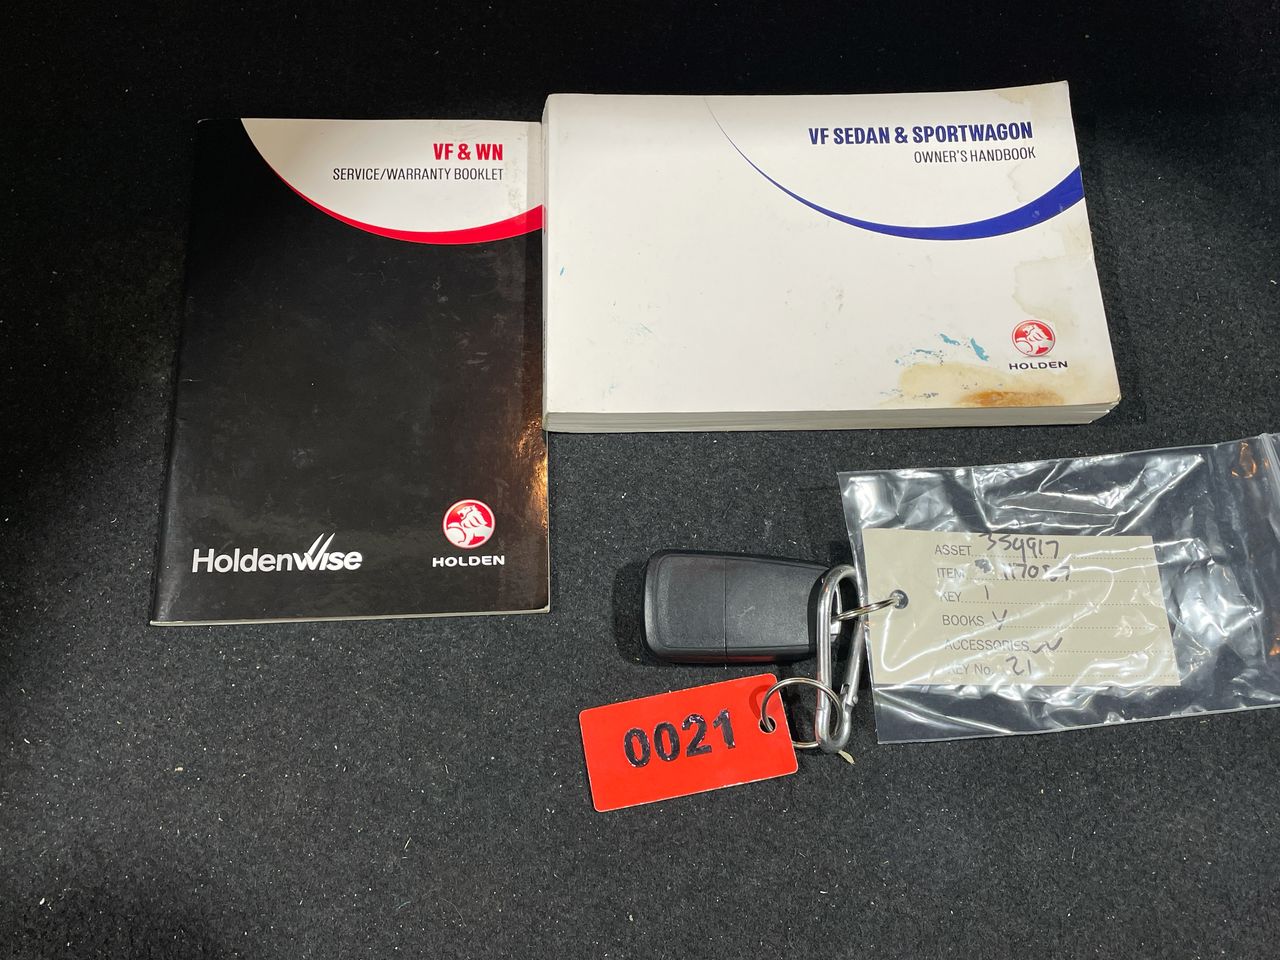 VF & WN
SERVICE/WARRANTY BOOKLET
HoldenWise
HOLDEN
VF SEDAN & SPORTWAGON
OWNER'S HANDBOOK
HOLDEN
ASSET 359917
ITEM
KEY 1
BOOKS Y
ACCESSORIES
KEY No. 21
0021